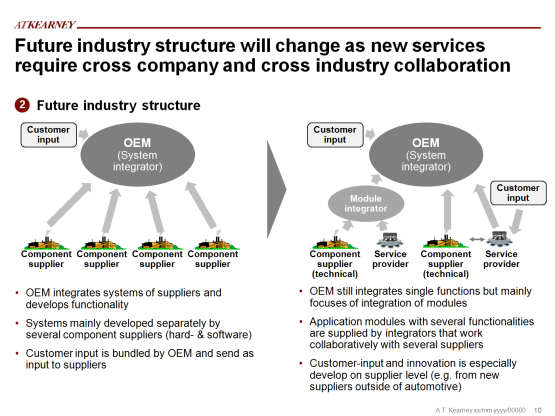 ATKEARNEY
Future industry structure will change as new services
require cross company and cross industry collaboration
2 Future industry structure
Customer
input
OEM
(System
integrator)
Component
supplier
Component
supplier
Component
supplier
Component
supplier
• OEM integrates systems of suppliers and
develops functionality
• Systems mainly developed separately by
several component suppliers (hard- & software)
• Customer input is bundled by OEM and send as
input to suppliers
Customer
input
OEM
(System
integrator)
Module
integrator
Customer
input
Component
supplier
(technical)
Service
provider
Component
supplier
(technical)
Service
provider
• OEM still integrates single functions but mainly
focuses of integration of modules
• Application modules with several functionalities
are supplied by integrators that work
collaboratively with several suppliers
• Customer-input and innovation is especially
develop on supplier level (e.g. from new
suppliers outside of automotive)
A.T. Kearney xx/mm.yyyy/00000 10